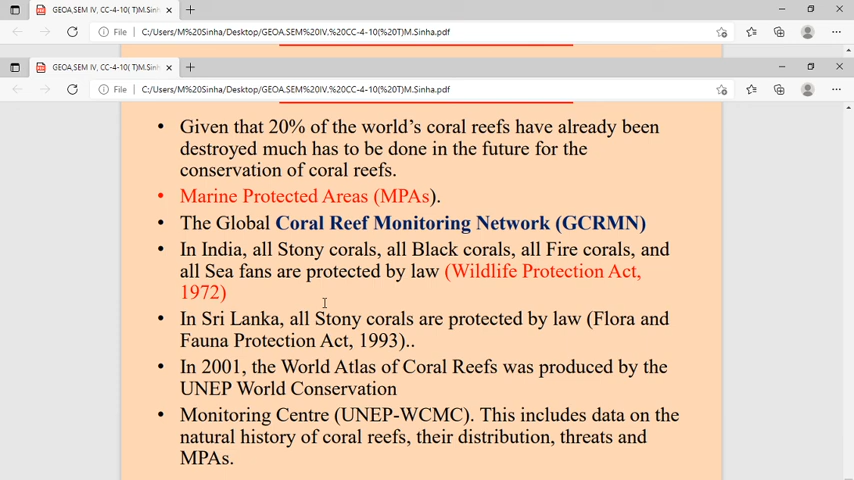 GEOA,SEM IV, CC-4-10( T)M.Sinh
File C:/Users/M%20Sinha/Desktop/GEOA.SEM%20IV.%20CC-4-10(%20T)M.Sinha.pdf
GEOA,SEM IV, CC-4-10( T)M.Sinh
File C:/Users/M%20Sinha/Desktop/GEOA.SEM%20IV.%20CC-4-10(%20T)M.Sinha.pdf
• Given that 20% of the world's coral reefs have already been
destroyed much has to be done in the future for the
conservation of coral reefs.
• Marine Protected Areas (MPAs).
• The Global Coral Reef Monitoring Network (GCRMN)
• In India, all Stony corals, all Black corals, all Fire corals, and
all Sea fans are protected by law (Wildlife Protection Act,
1972)
• In Sri Lanka, all Stony corals are protected by law (Flora and
Fauna Protection Act, 1993)..
• In 2001, the World Atlas of Coral Reefs was produced by the
UNEP World Conservation
• Monitoring Centre (UNEP-WCMC). This includes data on the
natural history of coral reefs, their distribution, threats and
MPAs.